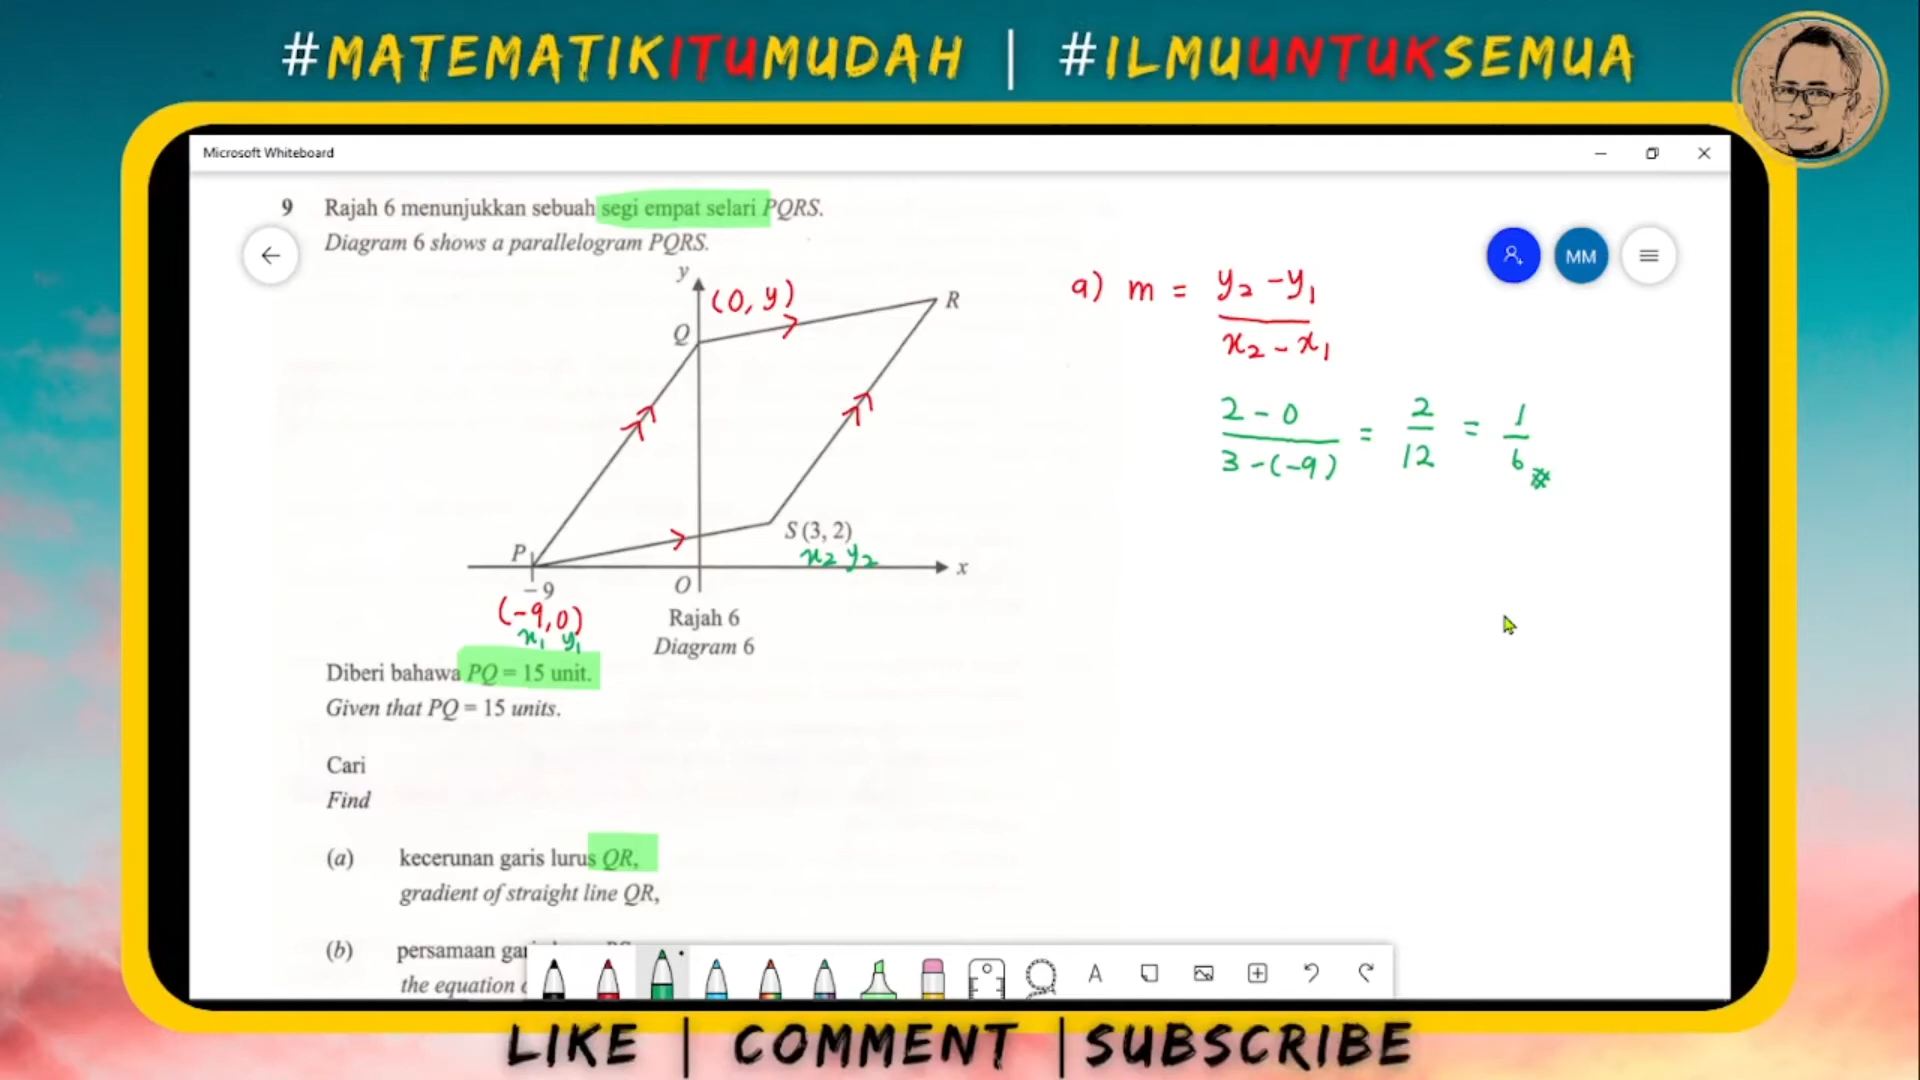 #MATEMATIKITUMUDAH | #ILMUUNTUKSEMUA
Microsoft Whiteboard
9 Rajah 6 menunjukkan sebuah segi empat selari PQRS.
Diagram 6 shows a parallelogram PQRS.
MM
y
(0, y)
R
Q
a) m = y₂ - y₁
x₂ - x₁
2 - 0
3 - (-9)
= 2/12 = 1/6
S (3, 2)
x₂ y₂
P
x
-9
O
(-9, 0)
x₁ y₁
Rajah 6
Diagram 6
Diberi bahawa PQ = 15 unit.
Given that PQ = 15 units.
Cari
Find
(a) kecerunan garis lurus QR,
gradient of straight line QR,
(b) persamaan
the equation
A
LIKE | COMMENT | SUBSCRIBE